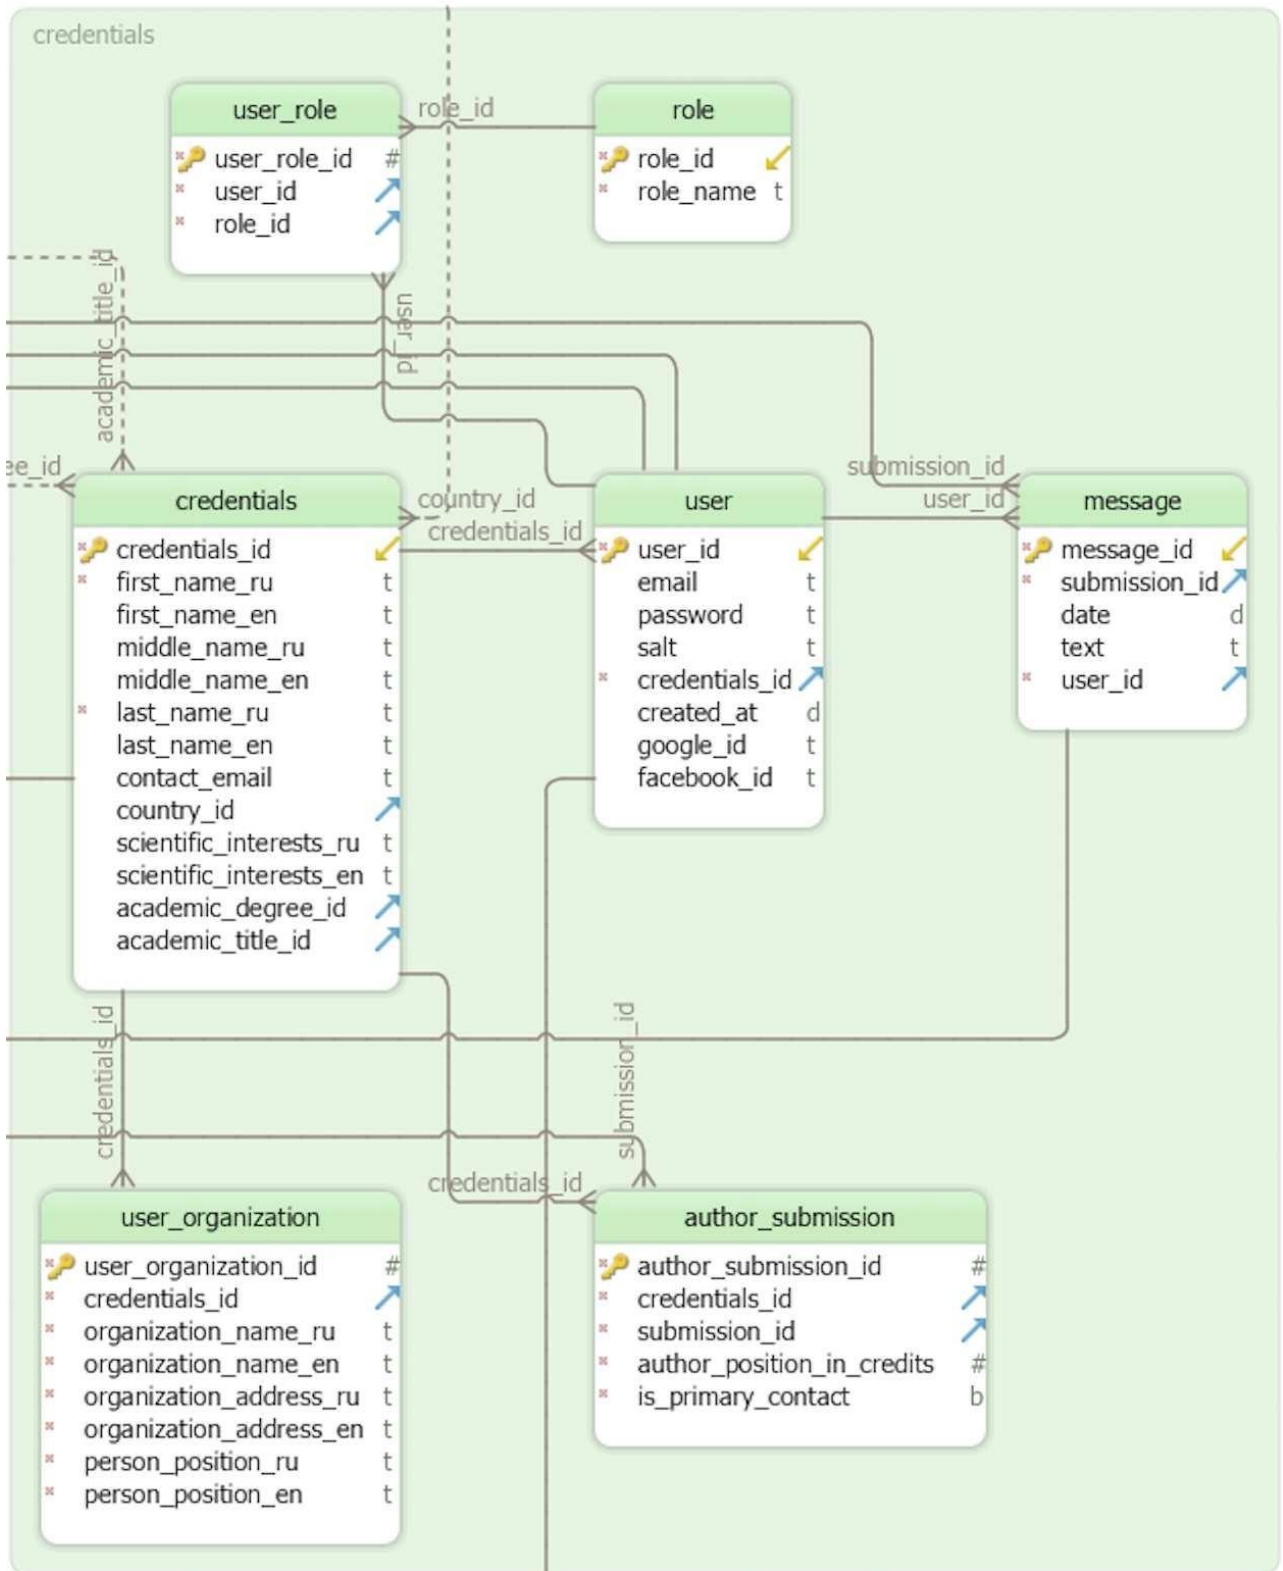 credentials
user_role
user_role_id #
user_id
role_id
role_id
role
role_id
role_name t
academic_title_id
user_id
ee_id
credentials
credentials_id
first_name_ru t
first_name_en t
middle_name_ru t
middle_name_en t
last_name_ru t
last_name_en t
contact_email t
country_id
scientific_interests_ru t
scientific_interests_en t
academic_degree_id
academic_title_id
country_id
credentials_id
user
user_id
email t
password t
salt t
credentials_id
created_at d
google_id t
facebook_id t
submission_id
user_id
message
message_id
submission_id
date d
text t
user_id
credentials_id
submission_id
credentials_id
user_organization
user_organization_id #
credentials_id
organization_name_ru t
organization_name_en t
organization_address_ru t
organization_address_en t
person_position_ru t
person_position_en t
author_submission
author_submission_id #
credentials_id
submission_id
author_position_in_credits #
is_primary_contact b